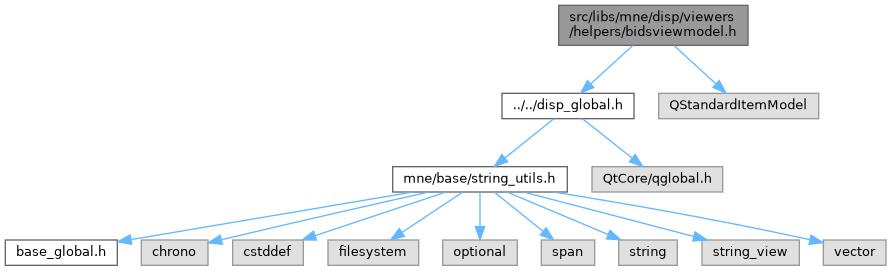 src/libs/mne/disp/viewers
/helpers/bidsviewmodel.h
../../disp_global.h
QStandardItemModel
mne/base/string_utils.h
QtCore/qglobal.h
base_global.h
chrono
cstddef
filesystem
optional
span
string
string_view
vector